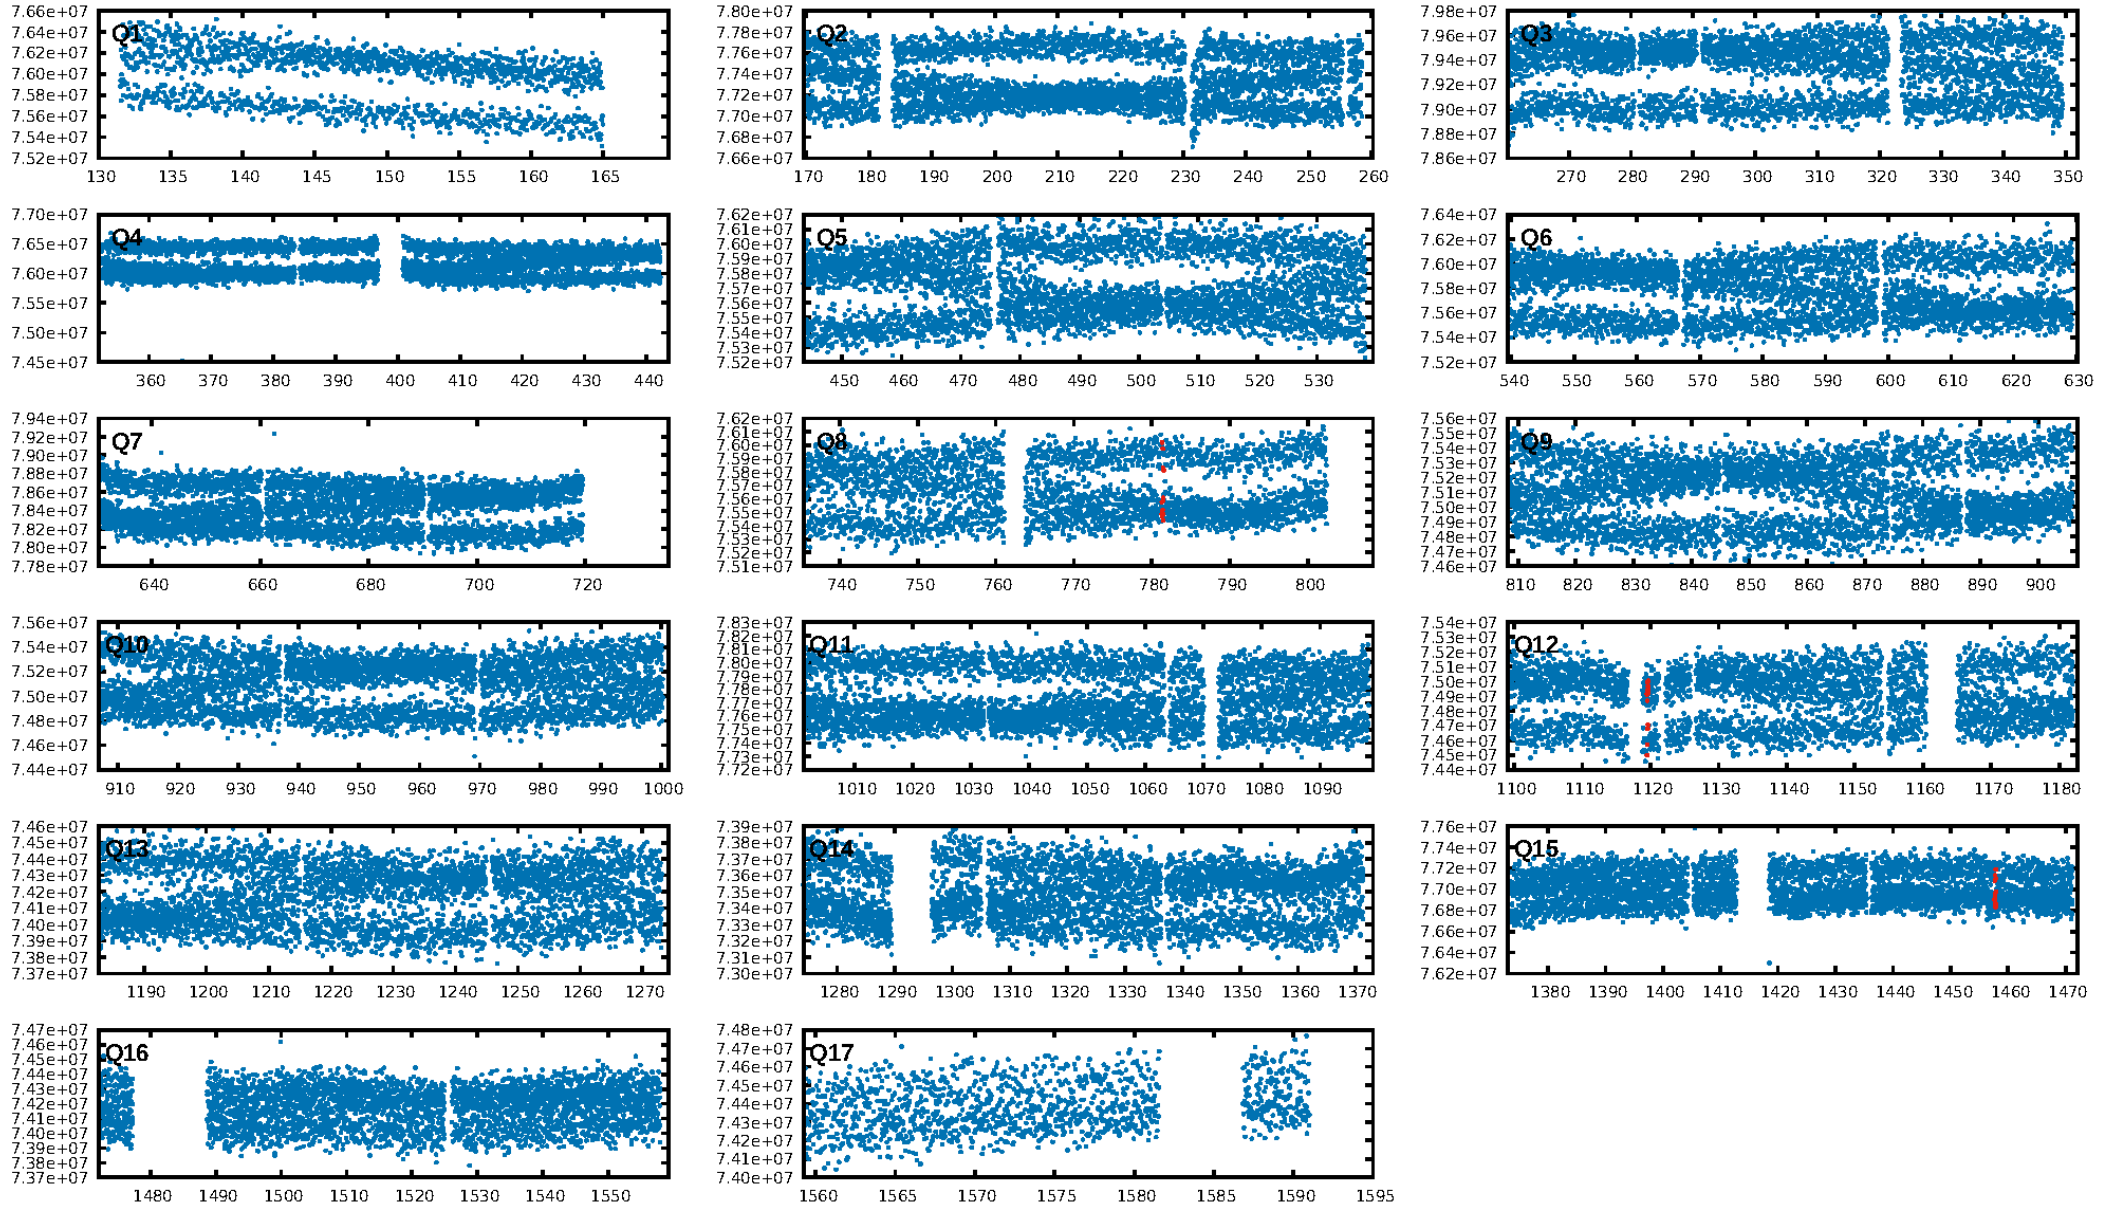 Q1
7.66e+07
7.64e+07
7.62e+07
7.60e+07
7.58e+07
7.56e+07
7.54e+07
7.52e+07
130 135 140 145 150 155 160 165
Q2
7.80e+07
7.78e+07
7.76e+07
7.74e+07
7.72e+07
7.70e+07
7.68e+07
7.66e+07
170 180 190 200 210 220 230 240 250 260
Q3
7.98e+07
7.96e+07
7.94e+07
7.92e+07
7.90e+07
7.88e+07
7.86e+07
270 280 290 300 310 320 330 340 350
Q4
7.70e+07
7.65e+07
7.60e+07
7.55e+07
7.50e+07
7.45e+07
360 370 380 390 400 410 420 430 440
Q5
7.62e+07
7.61e+07
7.60e+07
7.59e+07
7.58e+07
7.57e+07
7.56e+07
7.55e+07
7.54e+07
7.53e+07
7.52e+07
450 460 470 480 490 500 510 520 530
Q6
7.64e+07
7.62e+07
7.60e+07
7.58e+07
7.56e+07
7.54e+07
7.52e+07
540 550 560 570 580 590 600 610 620 630
Q7
7.94e+07
7.92e+07
7.90e+07
7.88e+07
7.86e+07
7.84e+07
7.82e+07
7.80e+07
7.78e+07
640 660 680 700 720
Q8
7.62e+07
7.61e+07
7.60e+07
7.59e+07
7.58e+07
7.57e+07
7.56e+07
7.55e+07
7.54e+07
7.53e+07
7.52e+07
7.51e+07
740 750 760 770 780 790 800
Q9
7.56e+07
7.55e+07
7.54e+07
7.53e+07
7.52e+07
7.51e+07
7.50e+07
7.49e+07
7.48e+07
7.47e+07
7.46e+07
810 820 830 840 850 860 870 880 890 900
Q10
7.56e+07
7.54e+07
7.52e+07
7.50e+07
7.48e+07
7.46e+07
7.44e+07
910 920 930 940 950 960 970 980 990 1000
Q11
7.83e+07
7.82e+07
7.81e+07
7.80e+07
7.79e+07
7.78e+07
7.77e+07
7.76e+07
7.75e+07
7.74e+07
7.73e+07
7.72e+07
1010 1020 1030 1040 1050 1060 1070 1080 1090
Q12
7.54e+07
7.53e+07
7.52e+07
7.51e+07
7.50e+07
7.49e+07
7.48e+07
7.47e+07
7.46e+07
7.45e+07
7.44e+07
1100 1110 1120 1130 1140 1150 1160 1170 1180
Q13
7.46e+07
7.45e+07
7.44e+07
7.43e+07
7.42e+07
7.41e+07
7.40e+07
7.39e+07
7.38e+07
7.37e+07
1190 1200 1210 1220 1230 1240 1250 1260 1270
Q14
7.39e+07
7.38e+07
7.37e+07
7.36e+07
7.35e+07
7.34e+07
7.33e+07
7.32e+07
7.31e+07
7.30e+07
1280 1290 1300 1310 1320 1330 1340 1350 1360 1370
Q15
7.76e+07
7.74e+07
7.72e+07
7.70e+07
7.68e+07
7.66e+07
7.64e+07
7.62e+07
1380 1390 1400 1410 1420 1430 1440 1450 1460 1470
Q16
7.47e+07
7.46e+07
7.45e+07
7.44e+07
7.43e+07
7.42e+07
7.41e+07
7.40e+07
7.39e+07
7.38e+07
7.37e+07
1480 1490 1500 1510 1520 1530 1540 1550
Q17
7.48e+07
7.47e+07
7.46e+07
7.45e+07
7.44e+07
7.43e+07
7.42e+07
7.41e+07
7.40e+07
1560 1565 1570 1575 1580 1585 1590 1595